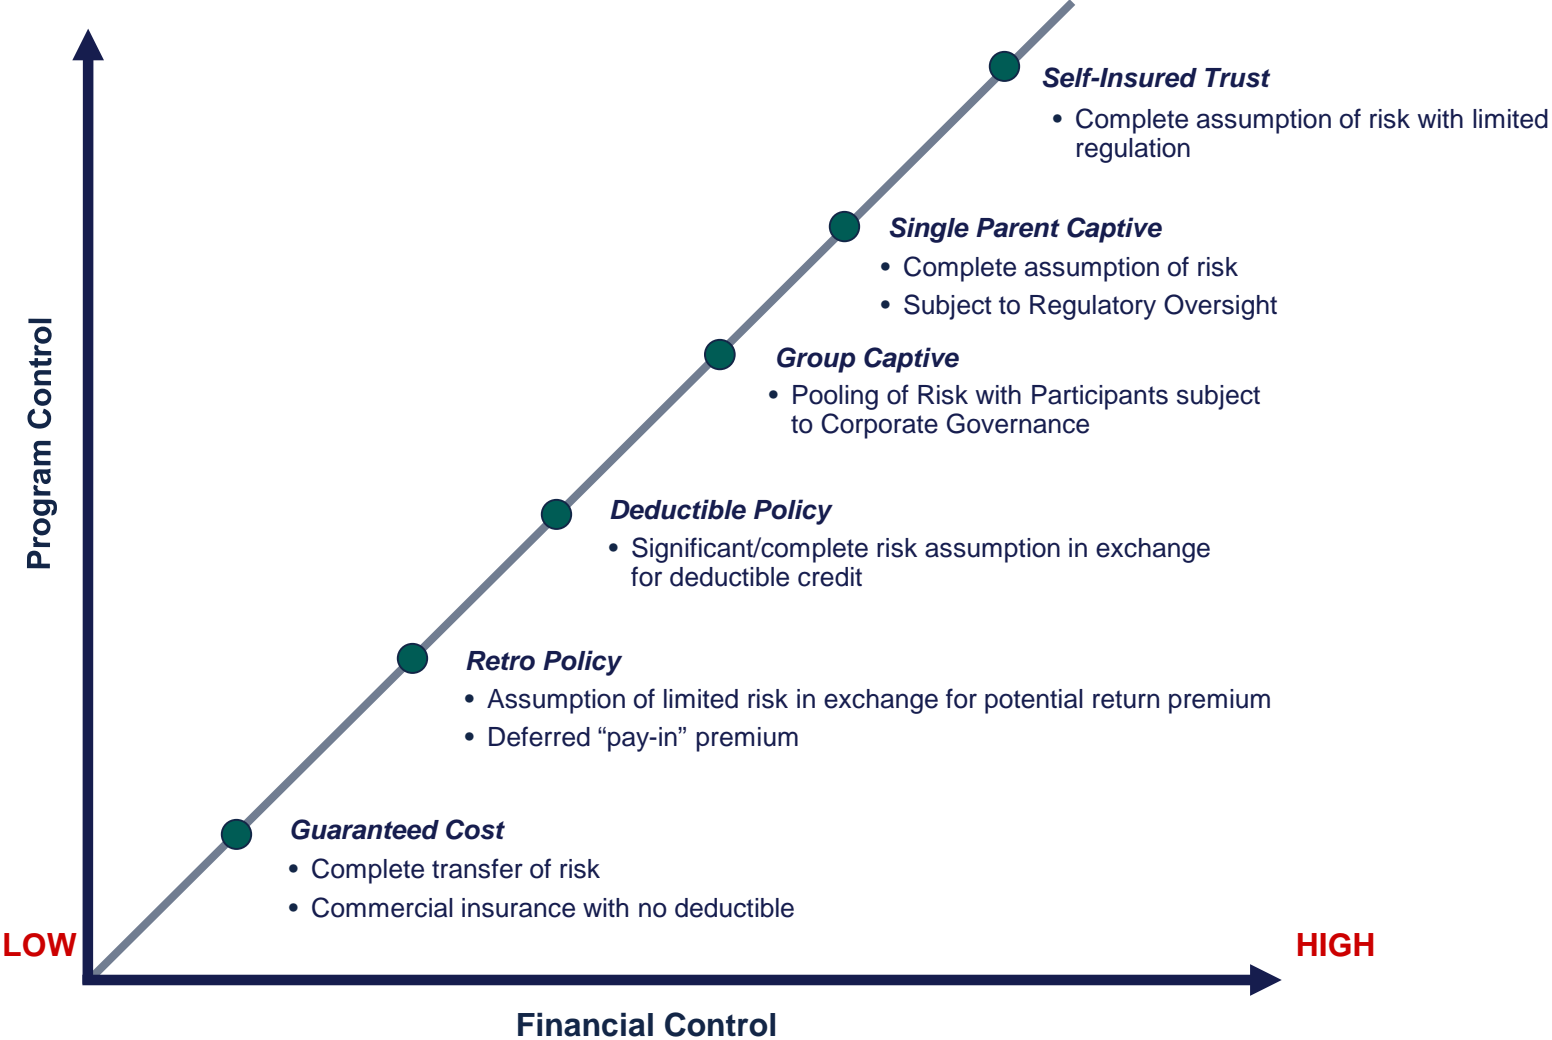 Self-Insured Trust
• Complete assumption of risk with limited
regulation
Single Parent Captive
• Complete assumption of risk
• Subject to Regulatory Oversight
Group Captive
• Pooling of Risk with Participants subject
to Corporate Governance
Deductible Policy
• Significant/complete risk assumption in exchange
for deductible credit
Retro Policy
• Assumption of limited risk in exchange for potential return premium
• Deferred “pay-in” premium
Guaranteed Cost
• Complete transfer of risk
• Commercial insurance with no deductible
Program Control
LOW
HIGH
Financial Control